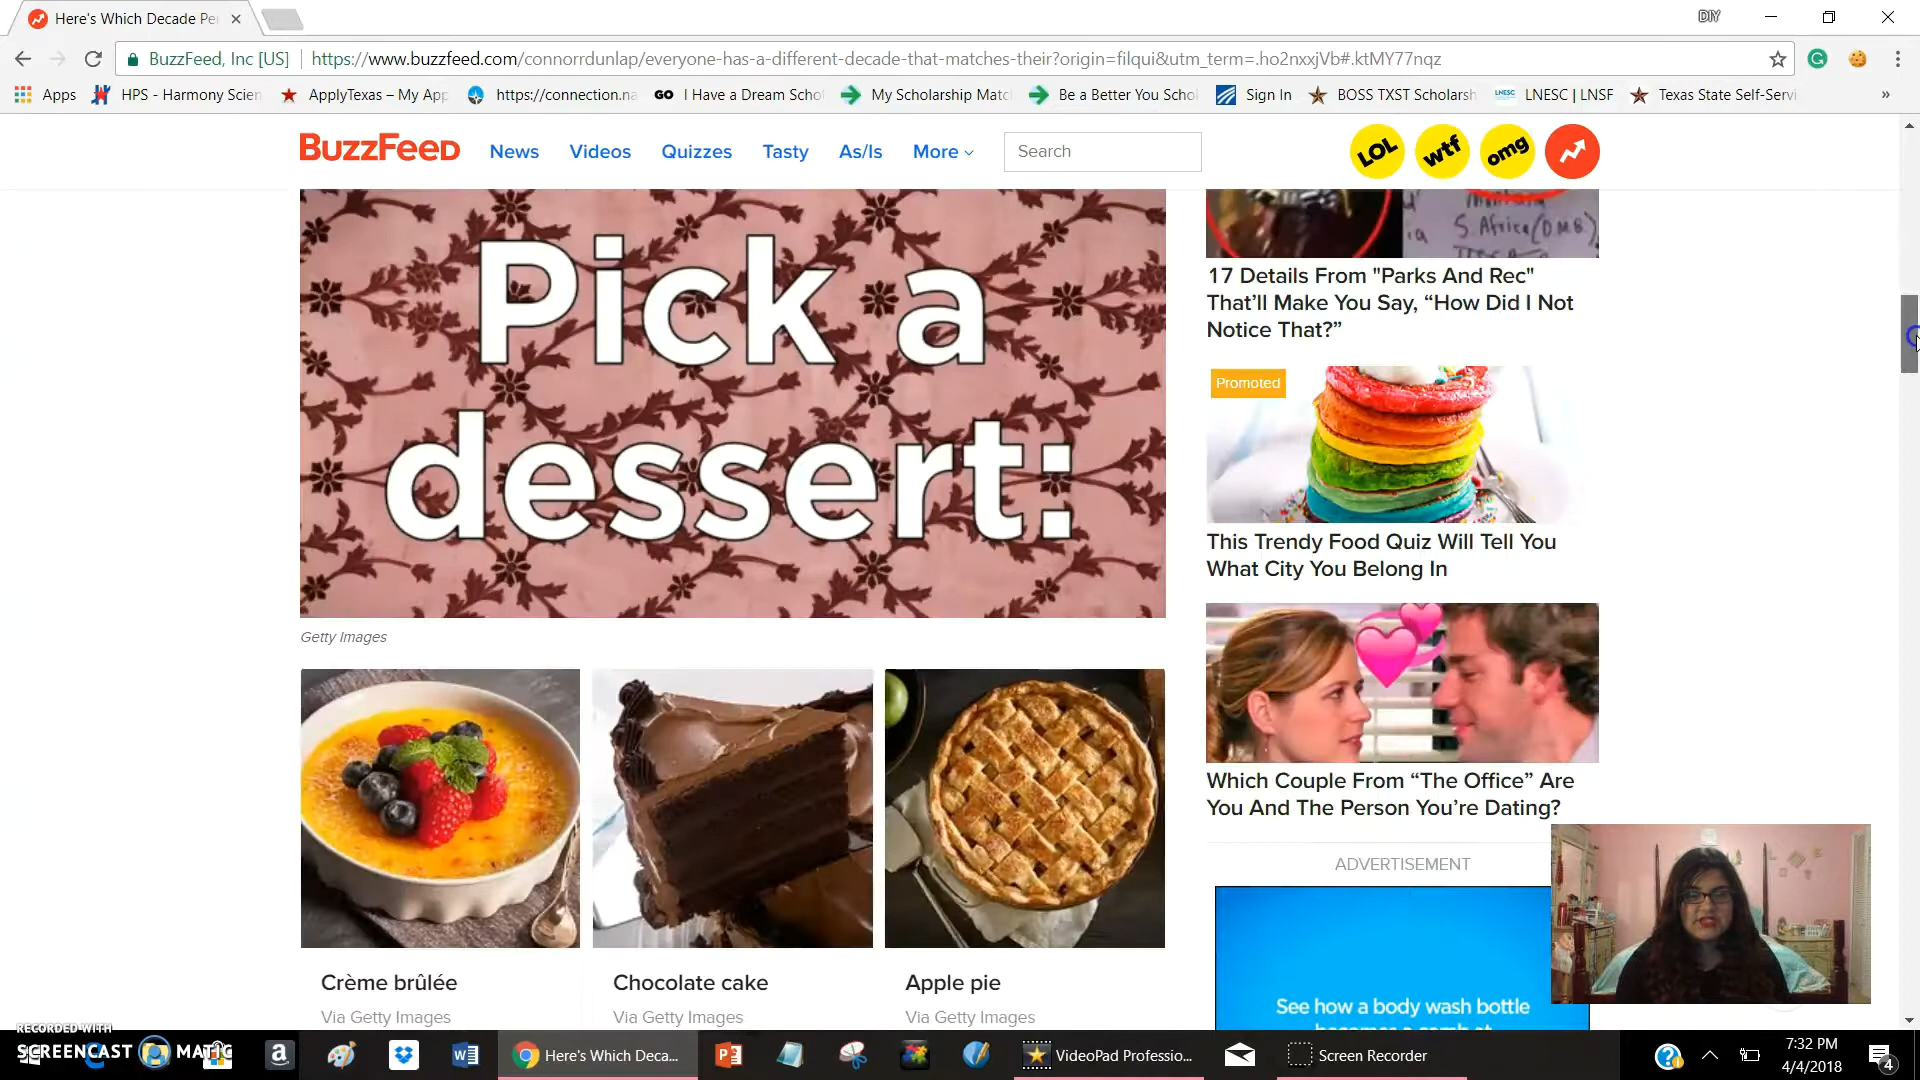 Here's Which Decade Pe
DIY
BuzzFeed, Inc [US]
https://www.buzzfeed.com/connorrdunlap/everyone-has-a-different-decade-that-matches-their?origin=filqui&utm_term=.ho2nxxjVb#.ktMY77nqz
Apps
HPS - Harmony Scien
ApplyTexas – My App
https://connection.na
GO
I Have a Dream Schol
My Scholarship Matc
Be a Better You Schol
Sign In
BOSS TXST Scholarsh
LNESC
LNESC | LNSF
Texas State Self-Servi
»
BuzzFeed
News
Videos
Quizzes
Tasty
As/Is
More
Search
LOL
wtf
omg
Pick a
dessert:
Getty Images
S. Africa (D.M.B.)
17 Details From "Parks And Rec"
That'll Make You Say, “How Did I Not
Notice That?”
Promoted
This Trendy Food Quiz Will Tell You
What City You Belong In
Which Couple From “The Office” Are
You And The Person You’re Dating?
ADVERTISEMENT
See how a body wash bottle
Crème brûlée
Via Getty Images
Chocolate cake
Via Getty Images
Apple pie
Via Getty Images
RECORDED WITH
SCREENCAST MATIC
Here's Which Deca...
VideoPad Professio...
Screen Recorder
7:32 PM
4/4/2018
4